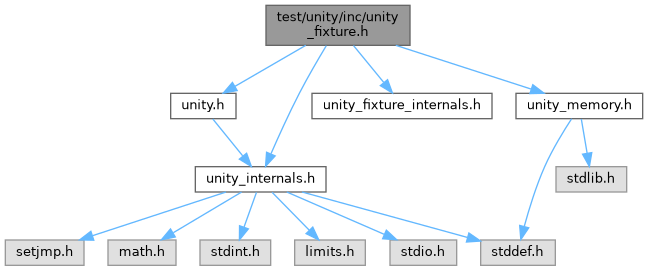 test/unity/inc/unity
_fixture.h
unity.h
unity_fixture_internals.h
unity_memory.h
unity_internals.h
stdlib.h
setjmp.h
math.h
stdint.h
limits.h
stdio.h
stddef.h